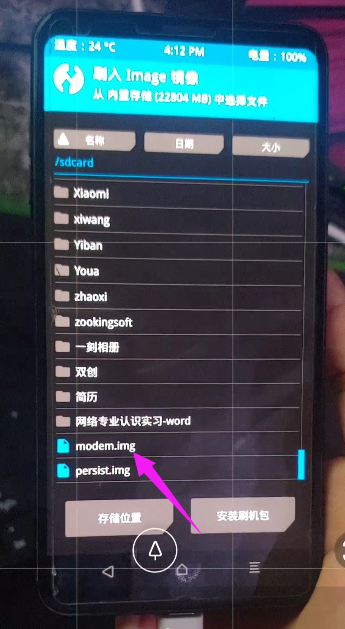 温度：24 °C 4:12 PM 电量：100%
刷入 Image 镜像
从 内置存储 (22804 MB) 中选择文件
名称 日期 大小
/sdcard
Xiaomi
xiwang
Yiban
Youa
zhaoxi
zookingsoft
一刻相册
双创
简历
网络专业认识实习-word
modem.img
persist.img
存储位置 安装刷机包